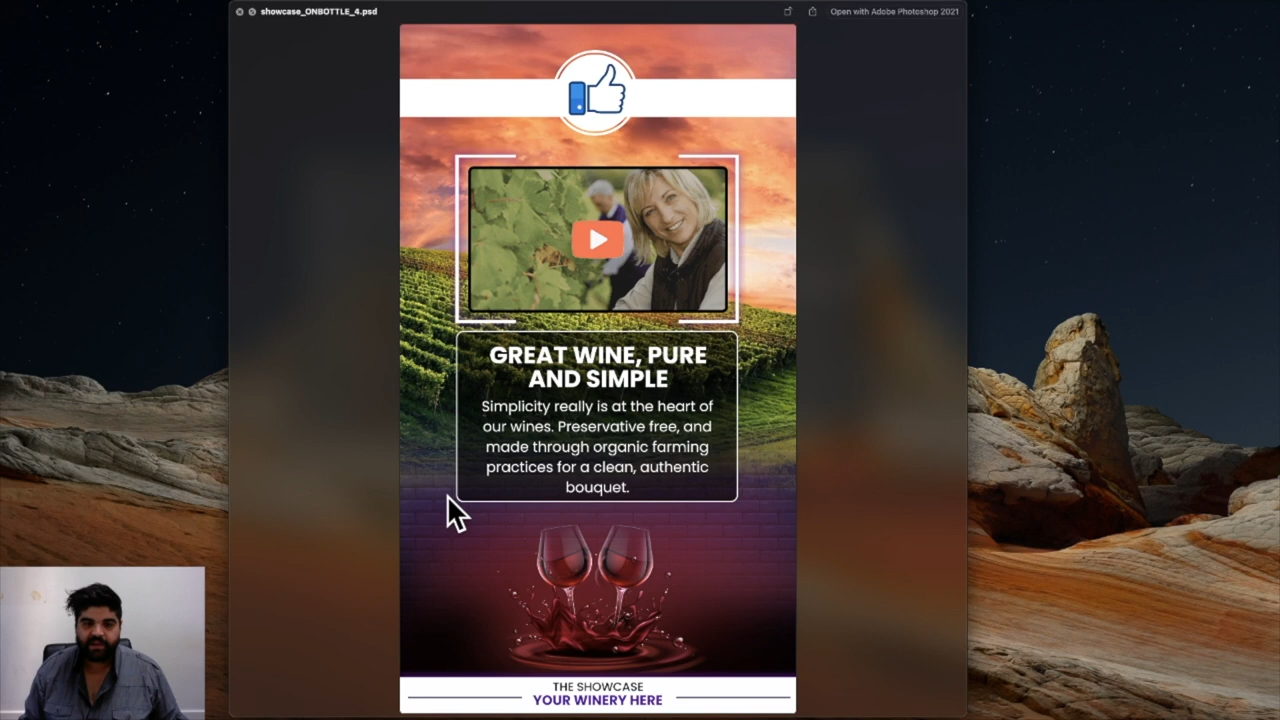 showcase_ONBOTTLE_4.psd
Open with Adobe Photoshop 2021
GREAT WINE, PURE
AND SIMPLE
Simplicity really is at the heart of
our wines. Preservative free, and
made through organic farming
practices for a clean, authentic
bouquet.
THE SHOWCASE
YOUR WINERY HERE